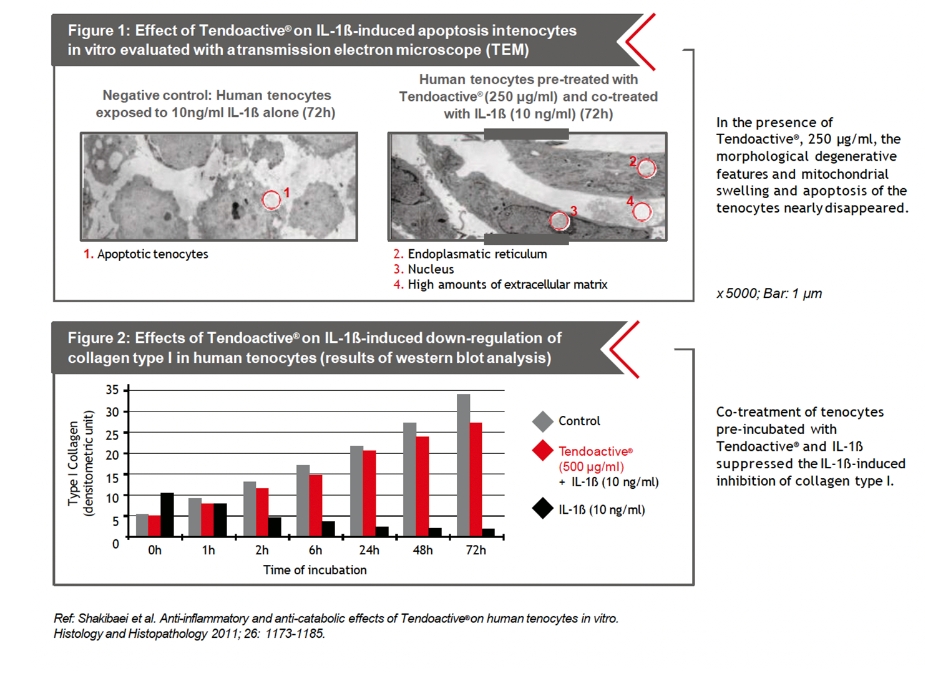 Figure 1: Effect of Tendoactive® on IL-1ß-induced apoptosis intenocytes
in vitro evaluated with a transmission electron microscope (TEM)
Negative control: Human tenocytes
exposed to 10ng/ml IL-1ß alone (72h)
Human tenocytes pre-treated with
Tendoactive® (250 µg/ml) and co-treated
with IL-1ß (10 ng/ml) (72h)
1
2
3
4
1. Apoptotic tenocytes
2. Endoplasmatic reticulum
3. Nucleus
4. High amounts of extracellular matrix
In the presence of
Tendoactive®, 250 µg/ml, the
morphological degenerative
features and mitochondrial
swelling and apoptosis of the
tenocytes nearly disappeared.
x 5000; Bar: 1 µm
Figure 2: Effects of Tendoactive® on IL-1ß-induced down-regulation of
collagen type I in human tenocytes (results of western blot analysis)
Type I Collagen
(densitometric unit)
35
30
25
20
15
10
5
0
0h 1h 2h 6h 24h 48h 72h
Time of incubation
Control
Tendoactive®
(500 µg/ml)
+ IL-1ß (10 ng/ml)
IL-1ß (10 ng/ml)
Co-treatment of tenocytes
pre-incubated with
Tendoactive® and IL-1ß
suppressed the IL-1ß-induced
inhibition of collagen type I.
Ref: Shakibaei et al. Anti-inflammatory and anti-catabolic effects of Tendoactive® on human tenocytes in vitro.
Histology and Histopathology 2011; 26: 1173-1185.